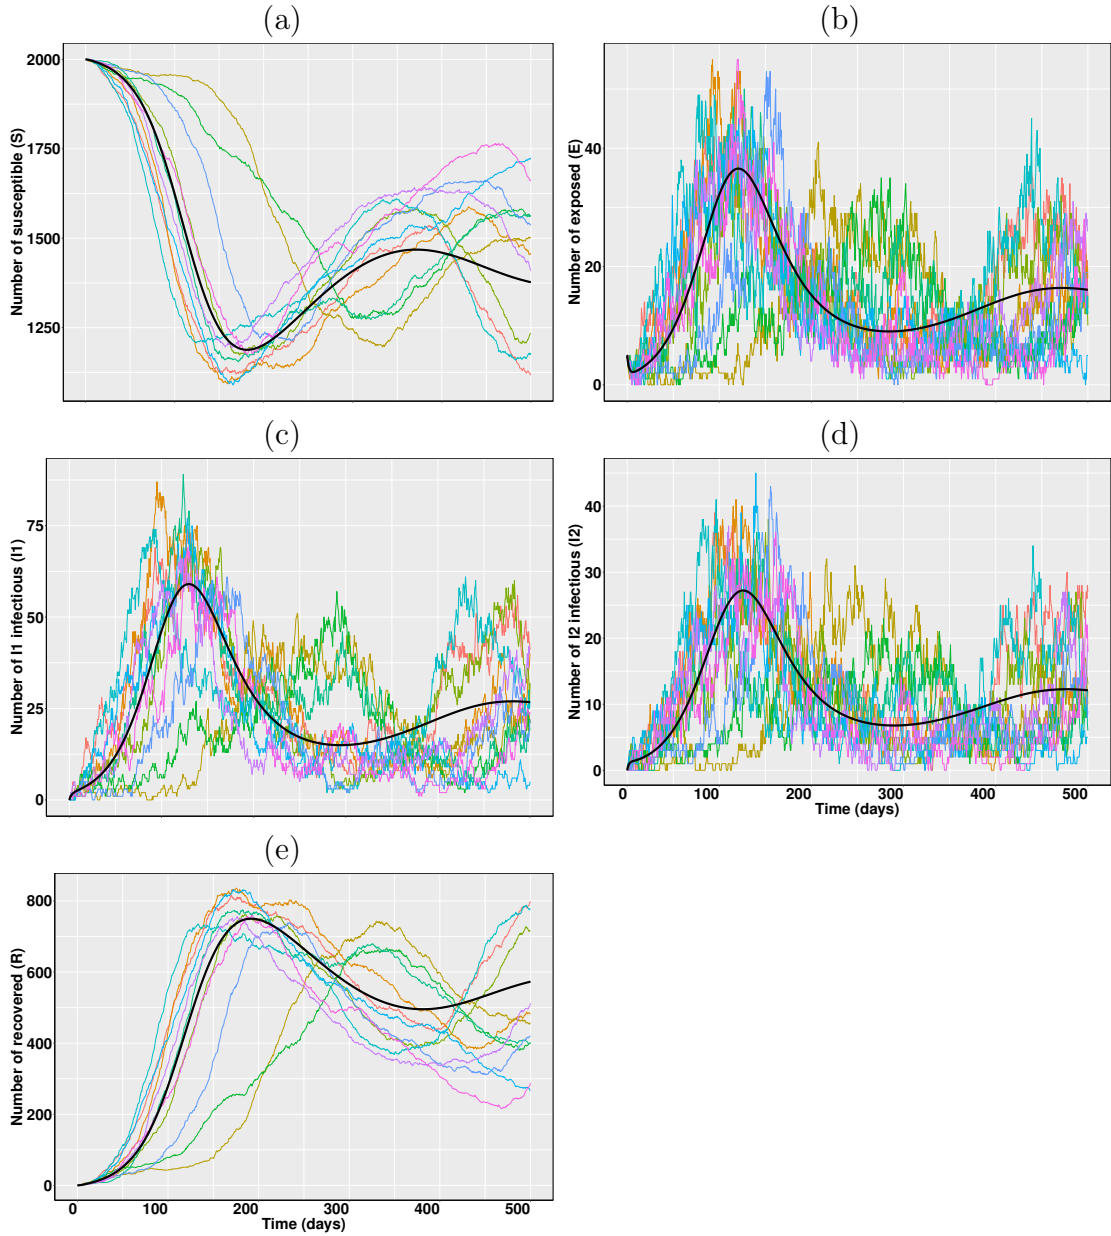 (a)
Number of susceptible (S)
2000
1750
1500
1250
(b)
Number of exposed (E)
40
20
0
(c)
Number of I1 infectious (I1)
75
50
25
0
(d)
Number of I2 infectious (I2)
40
30
20
10
0
0 100 200 300 400 500
Time (days)
(e)
Number of recovered (R)
800
600
400
200
0
0 100 200 300 400 500
Time (days)